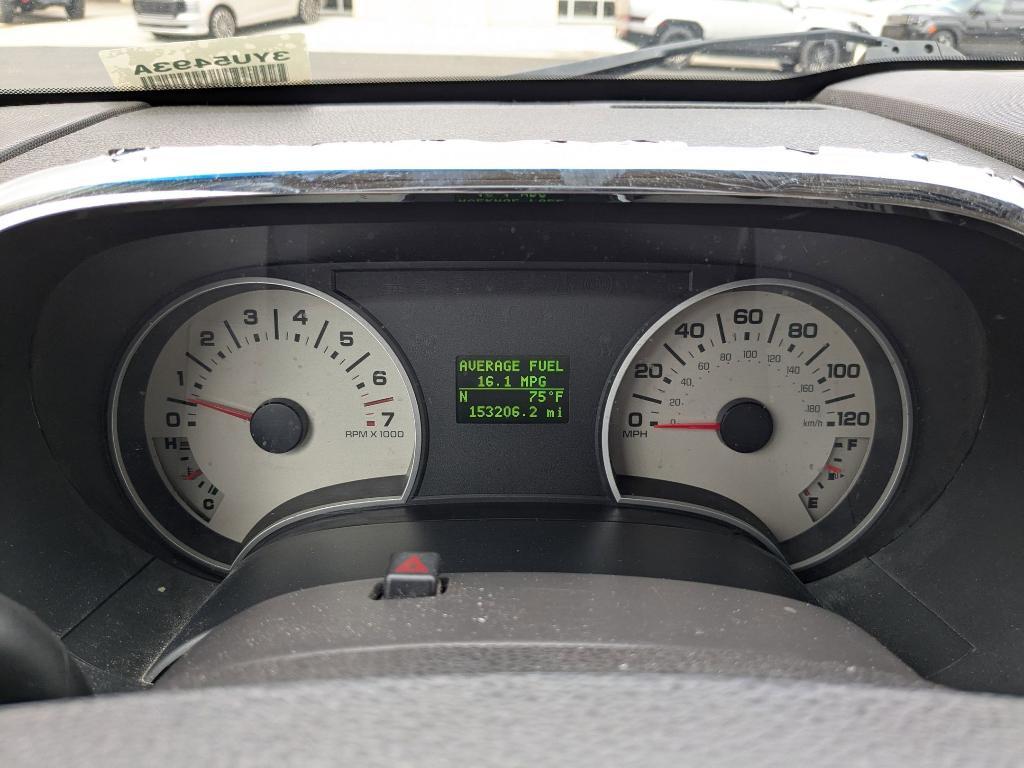 3YU5493A
0 1 2 3 4 5 6 7
RPM X 1000
H
C
AVERAGE FUEL
16.1 MPG
N 75°F
153206.2 mi
0 20 40 60 80 100 120
MPH
0 20 40 60 80 100 120 140 160 180
km/h
F
E